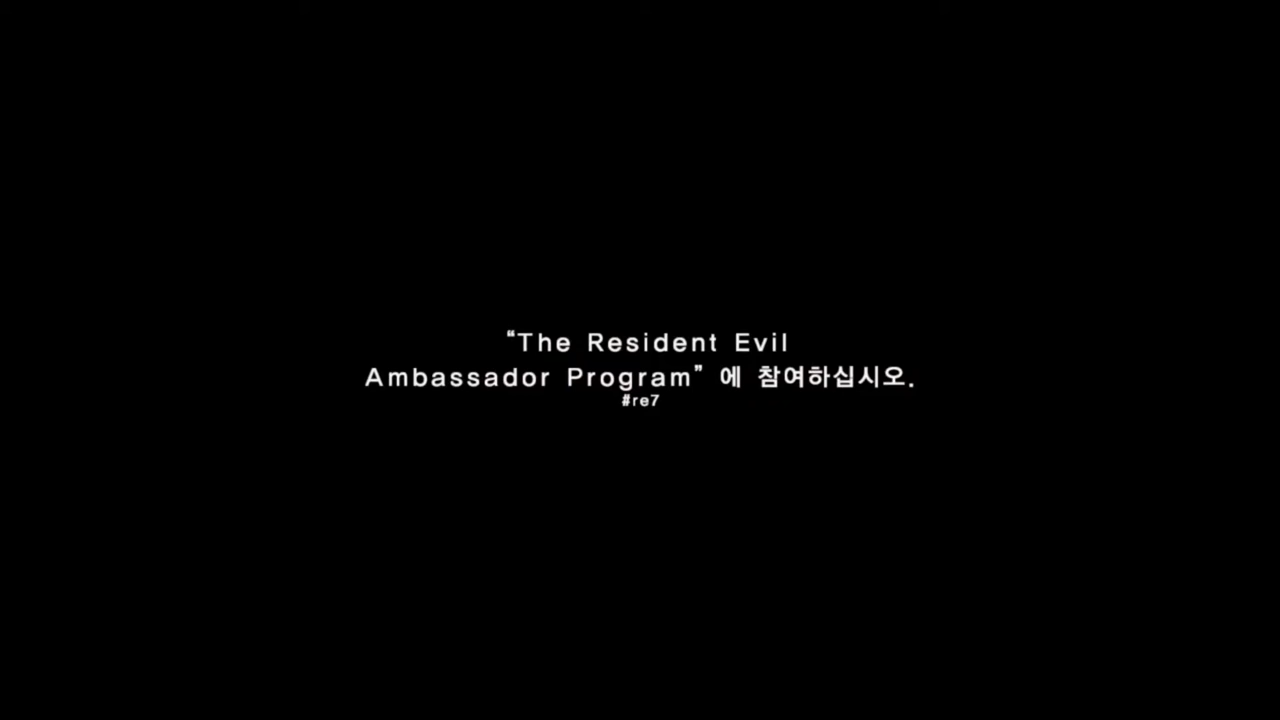 “The Resident Evil
Ambassador Program” 에 참여하십시오.
#re7